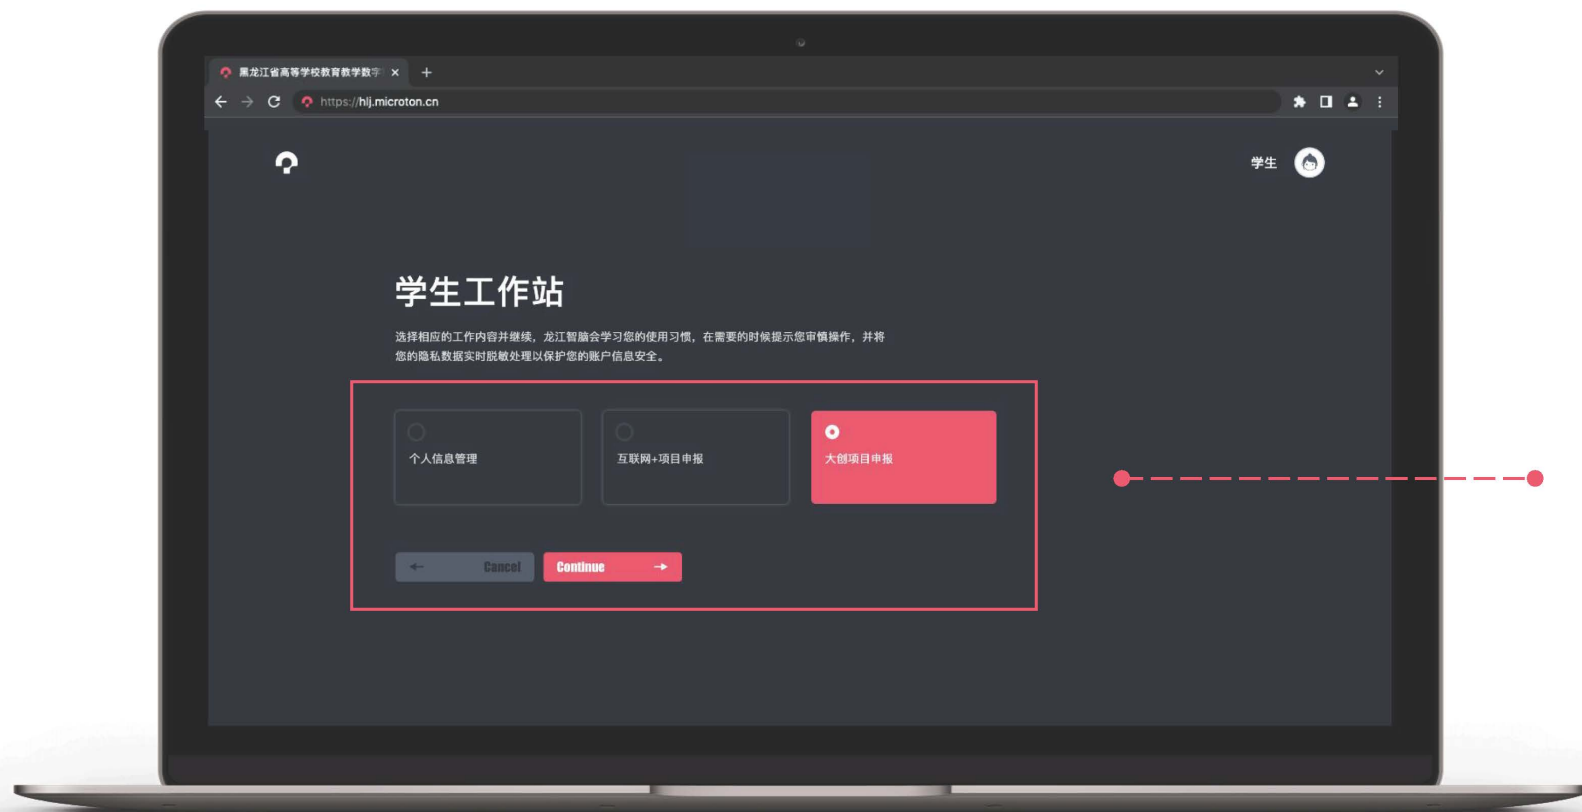 黑龙江省高等学校教育教学数字
https://hlj.microton.cn
学生
学生工作站
选择相应的工作内容并继续，龙江智脑会学习您的使用习惯，在需要的时候提示您审慎操作，并将
您的隐私数据实时脱敏处理以保护您的账户信息安全。
个人信息管理
互联网+项目申报
大创项目申报
Cancel
Continue